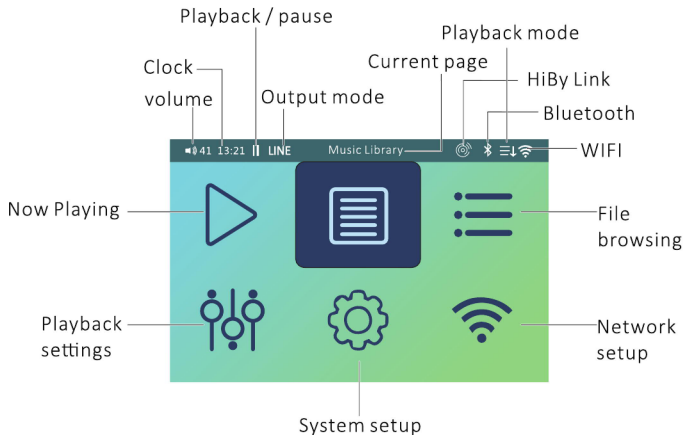 Playback / pause
Playback mode
Clock
Current page
HiBy Link
volume
Output mode
Bluetooth
41 13:21 LINE Music Library
WIFI
Now Playing
File
browsing
Playback
settings
Network
setup
System setup